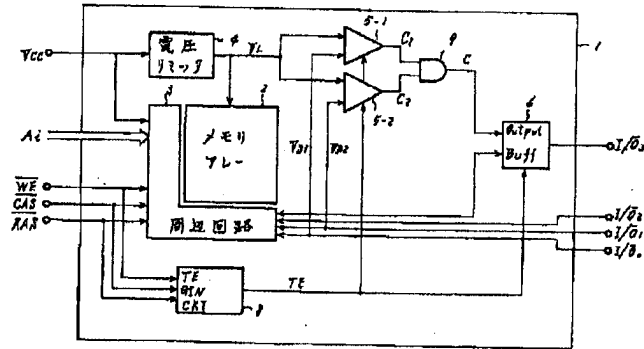 5-1
電圧
リミッタ
4
VL
C1
9
C
1
VCC
3
2
5-2
C2
6
Ai
メモリ
アレー
VB1
VB2
Output
Buff
I/O3
WE
CAS
RAS
周辺回路
I/O2
I/O1
I/O0
TE
GIN
CKT
8
TE